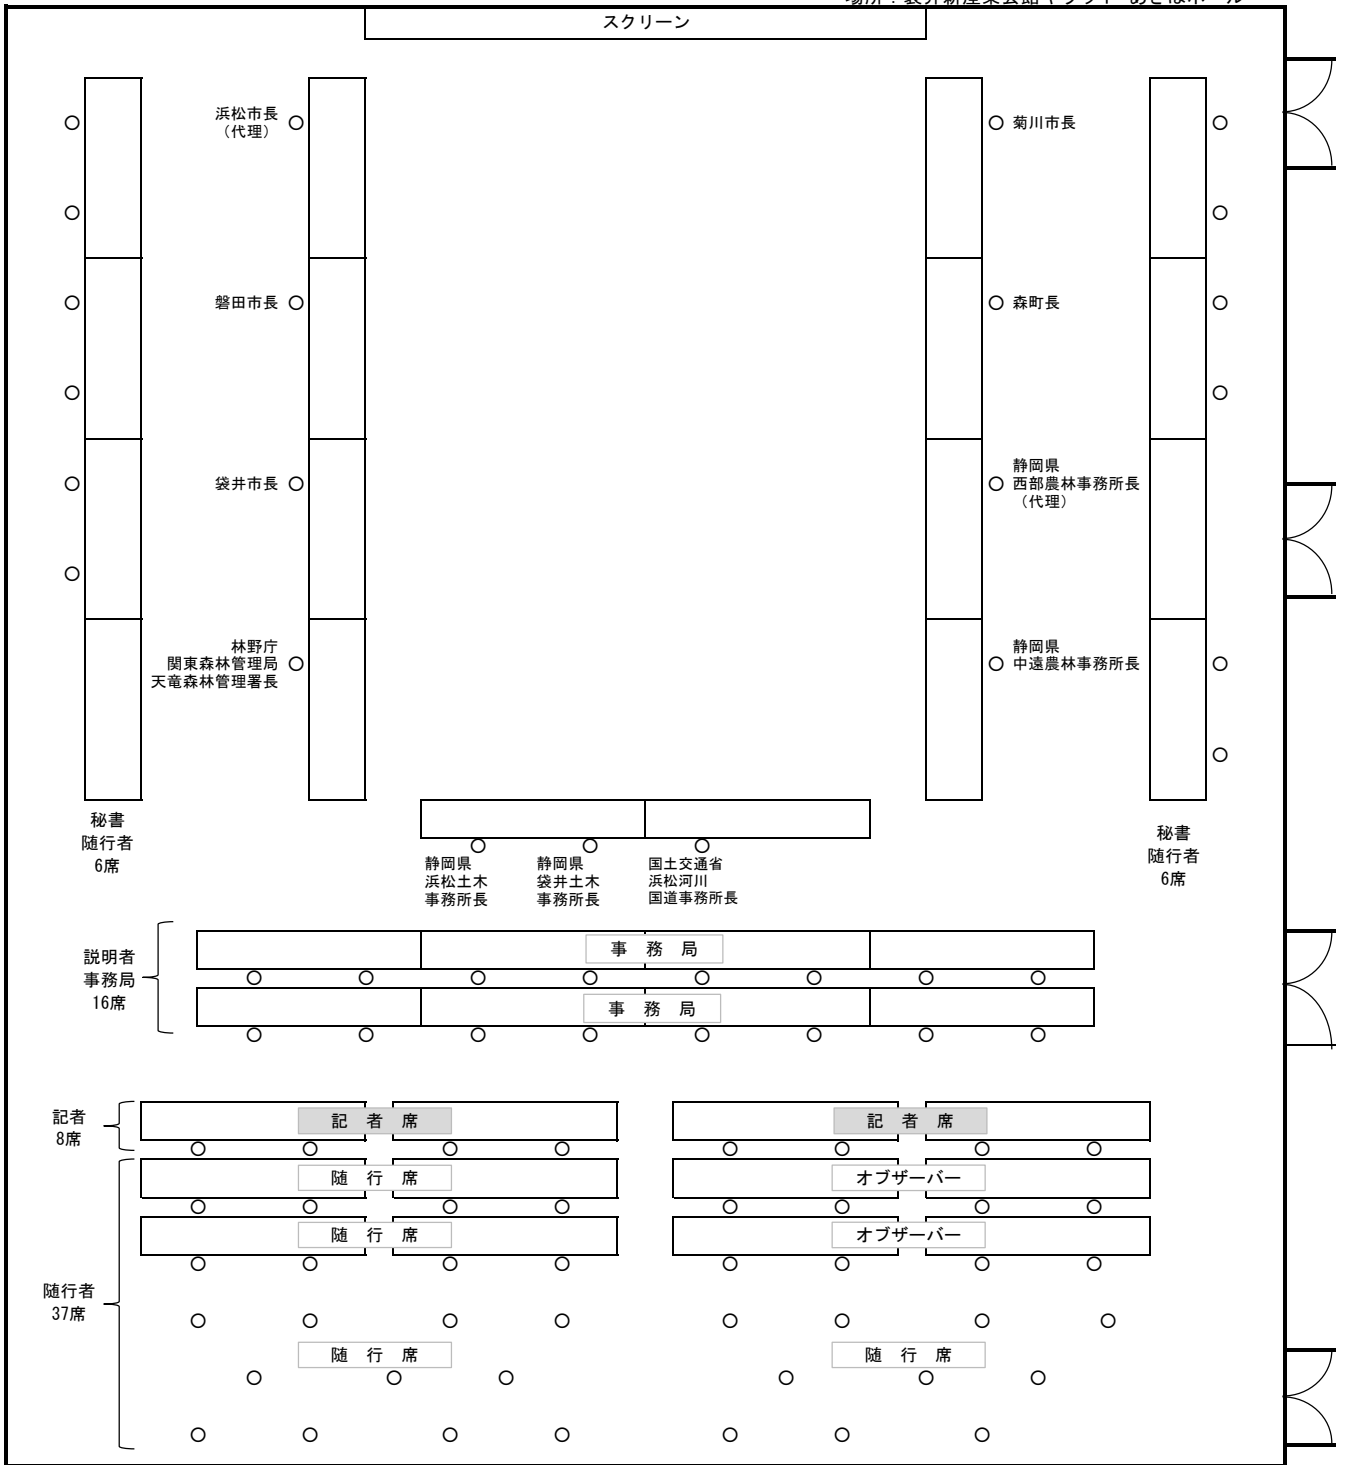 スクリーン
浜松市長
（代理）
菊川市長
磐田市長
森町長
袋井市長
静岡県
西部農林事務所長
（代理）
林野庁
関東森林管理局
天竜森林管理署長
静岡県
中遠農林事務所長
秘書
随行者
6席
静岡県
浜松土木
事務所長
静岡県
袋井土木
事務所長
国土交通省
浜松河川
国道事務所長
秘書
随行者
6席
説明者
事務局
16席
事 務 局
事 務 局
記者
8席
記 者 席
記 者 席
随 行 席
オブザーバー
随 行 席
オブザーバー
随行者
37席
随 行 席
随 行 席